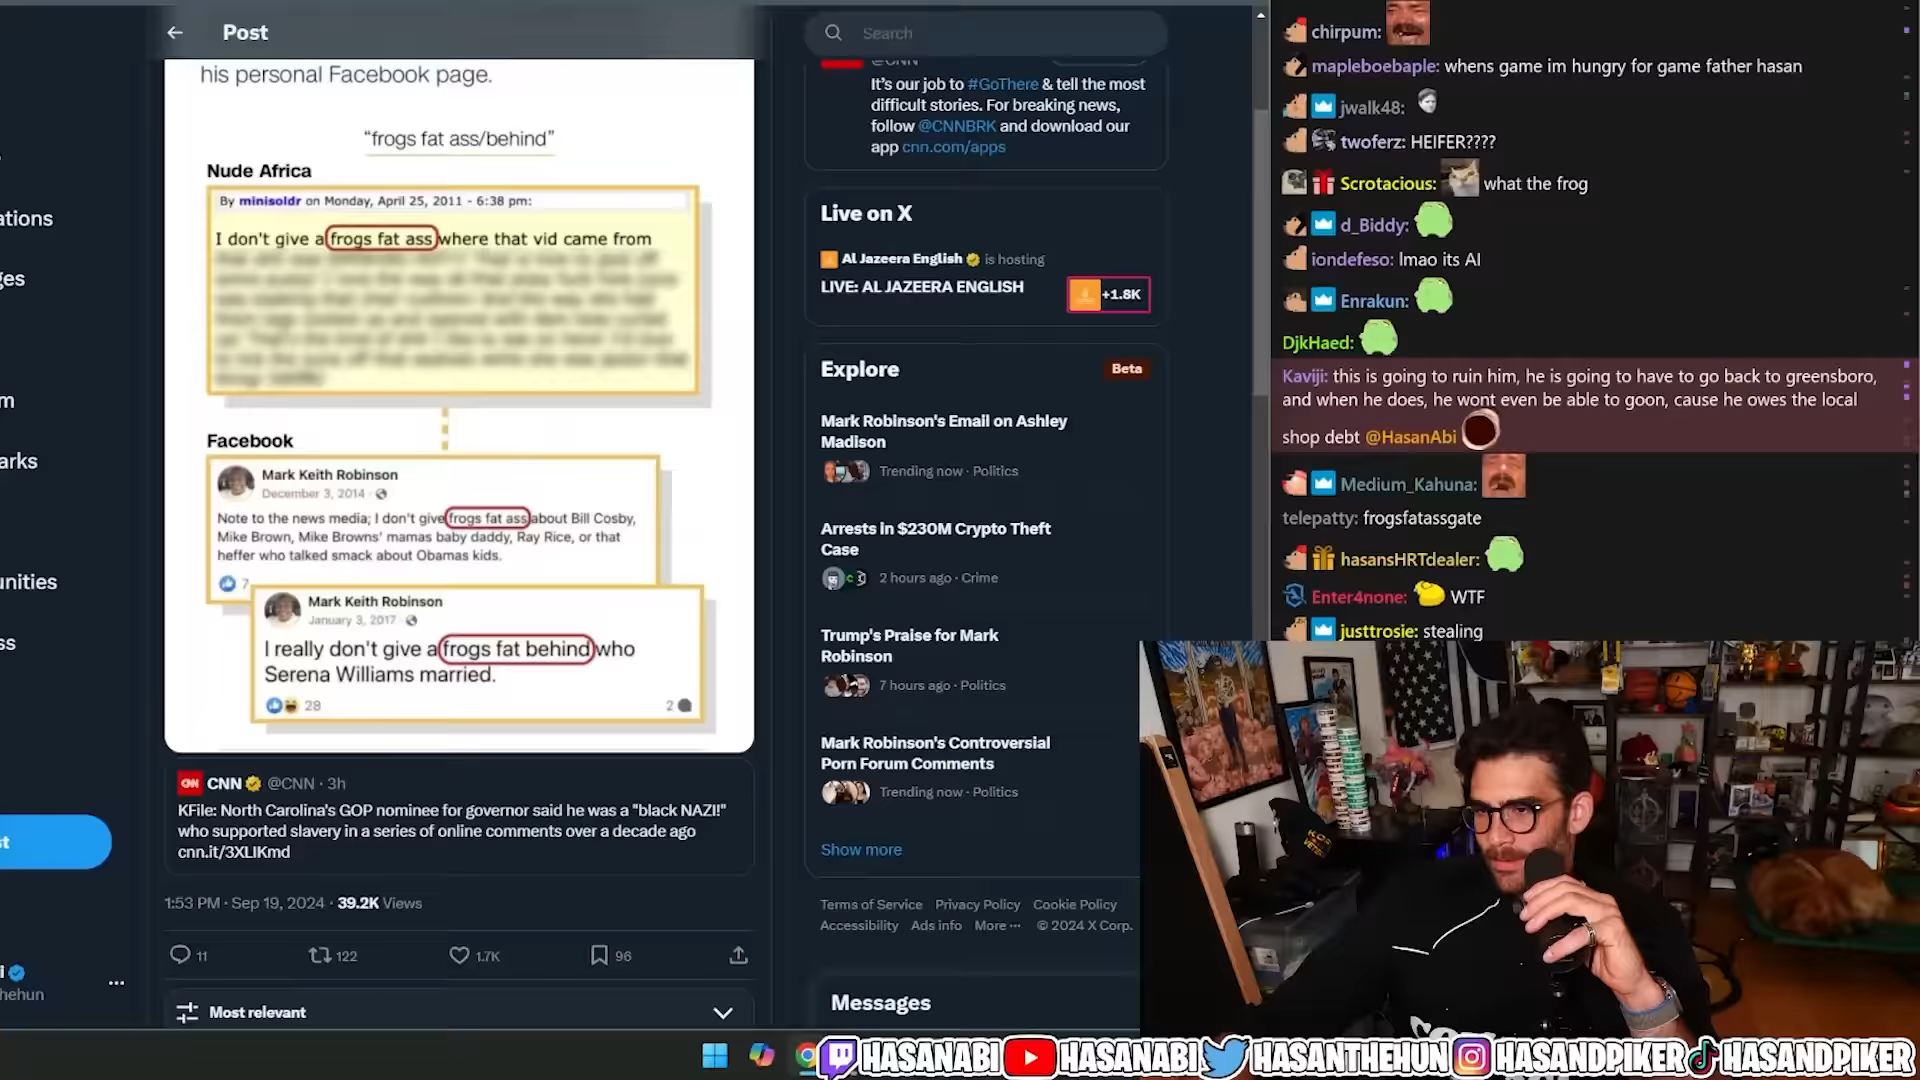 Post
his personal Facebook page.
“frogs fat ass/behind”
Nude Africa
By minisoldr on Monday, April 25, 2011 - 6:38 pm:
I don't give a frogs fat ass where that vid came from
Facebook
Mark Keith Robinson
December 3, 2014
Note to the news media; I don't give frogs fat ass about Bill Cosby,
Mike Brown, Mike Browns' mamas baby daddy, Ray Rice, or that
heffer who talked smack about Obamas kids.
7
Mark Keith Robinson
January 3, 2017
I really don't give a frogs fat behind who
Serena Williams married.
28
2
CNN @CNN · 3h
KFile: North Carolina's GOP nominee for governor said he was a "black NAZI!"
who supported slavery in a series of online comments over a decade ago
cnn.it/3XLIKmd
1:53 PM · Sep 19, 2024 · 39.2K Views
11
122
1.7K
96
Most relevant
ations
ges
m
arks
unities
ss
st
i
hehun
Search
@CNN
It's our job to #GoThere & tell the most
difficult stories. For breaking news,
follow @CNNBRK and download our
app cnn.com/apps
Live on X
Al Jazeera English is hosting
LIVE: AL JAZEERA ENGLISH
+1.8K
Explore
Beta
Mark Robinson's Email on Ashley
Madison
Trending now · Politics
Arrests in $230M Crypto Theft
Case
2 hours ago · Crime
Trump's Praise for Mark
Robinson
7 hours ago · Politics
Mark Robinson's Controversial
Porn Forum Comments
Trending now · Politics
Show more
Terms of Service Privacy Policy Cookie Policy
Accessibility Ads info More ··· © 2024 X Corp.
Messages
chirpum:
mapleboebaple: whens game im hungry for game father hasan
jwalk48:
twoferz: HEIFER????
Scrotacious: what the frog
d_Biddy:
iondefeso: lmao its AI
Enrakun:
DjkHaed:
Kaviji: this is going to ruin him, he is going to have to go back to greensboro,
and when he does, he wont even be able to goon, cause he owes the local
shop debt @HasanAbi
Medium_Kahuna:
telepatty: frogsfatassgate
hasansHRTdealer:
Enter4none: WTF
justtrosie: stealing
HASANABI HASANABI HASANTHEHUN HASANDPIKER HASANDPIKER